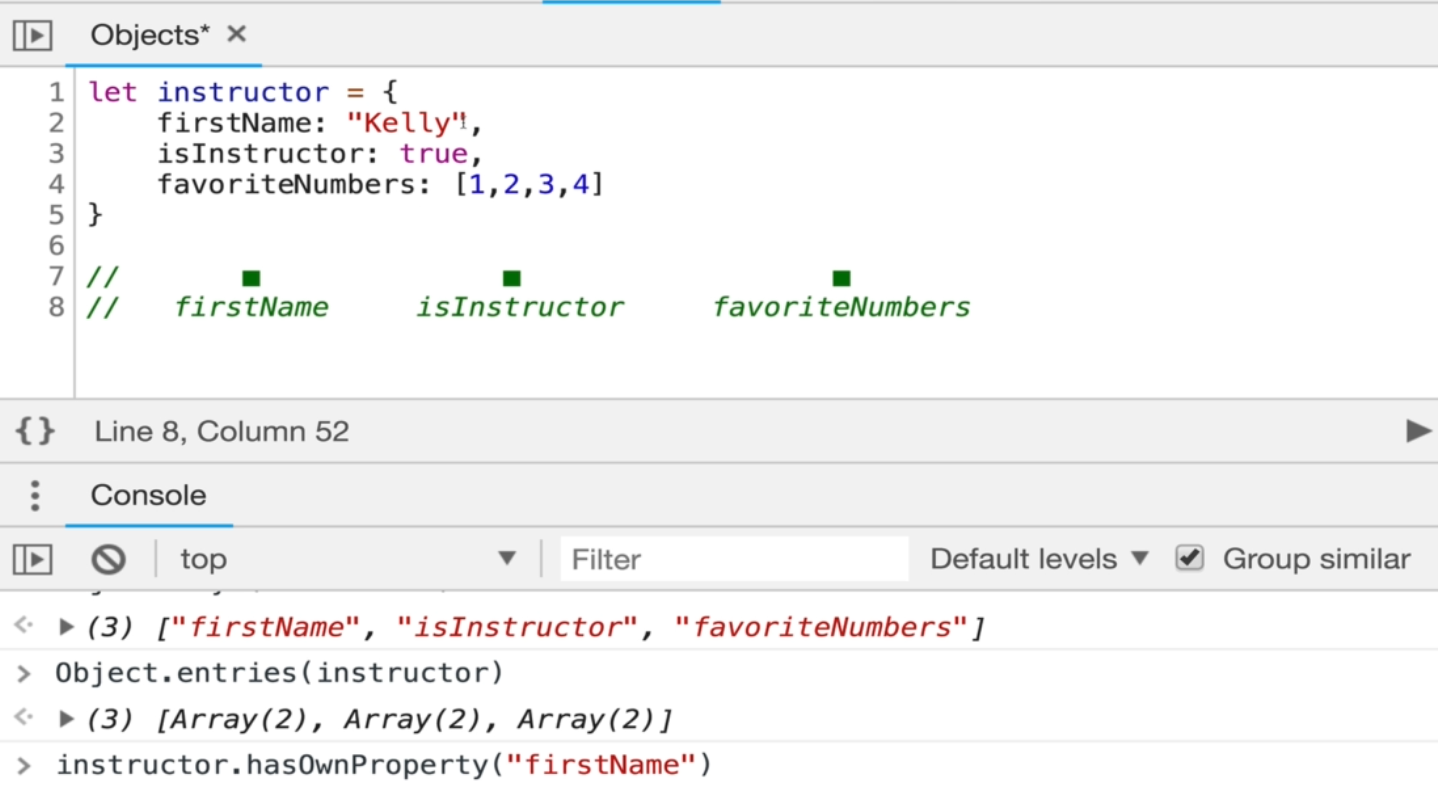 Objects* ×
1 let instructor = {
2     firstName: "Kelly",
3     isInstructor: true,
4     favoriteNumbers: [1,2,3,4]
5 }
6
7 //       ■              ■                  ■
8 //   firstName     isInstructor     favoriteNumbers
{} Line 8, Column 52
Console
top ▼ Filter Default levels ▼ Group similar
(3) ["firstName", "isInstructor", "favoriteNumbers"]
> Object.entries(instructor)
(3) [Array(2), Array(2), Array(2)]
> instructor.hasOwnProperty("firstName")